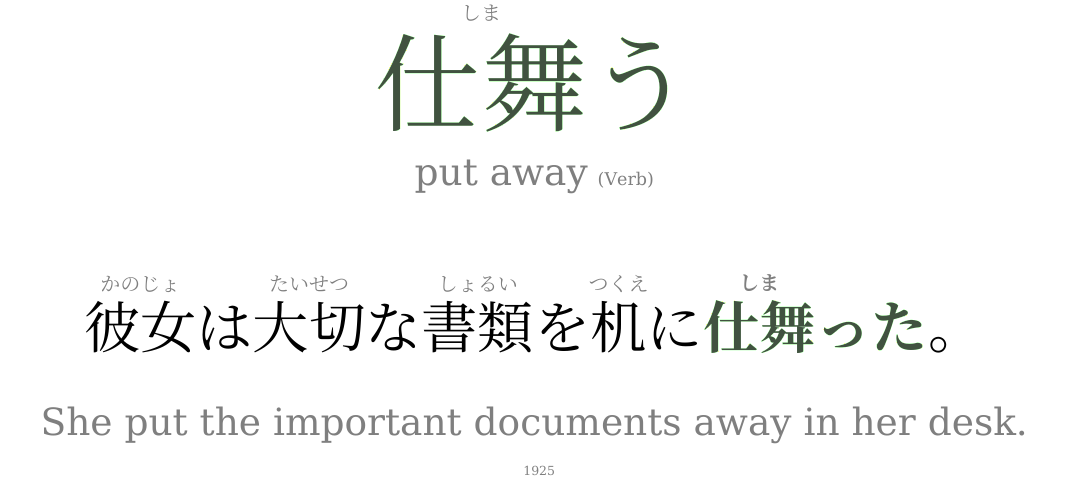 しま
仕舞う
put away (Verb)
かのじょ たいせつ しょるい つくえ しま
彼女は大切な書類を机に仕舞った。
She put the important documents away in her desk.
1925